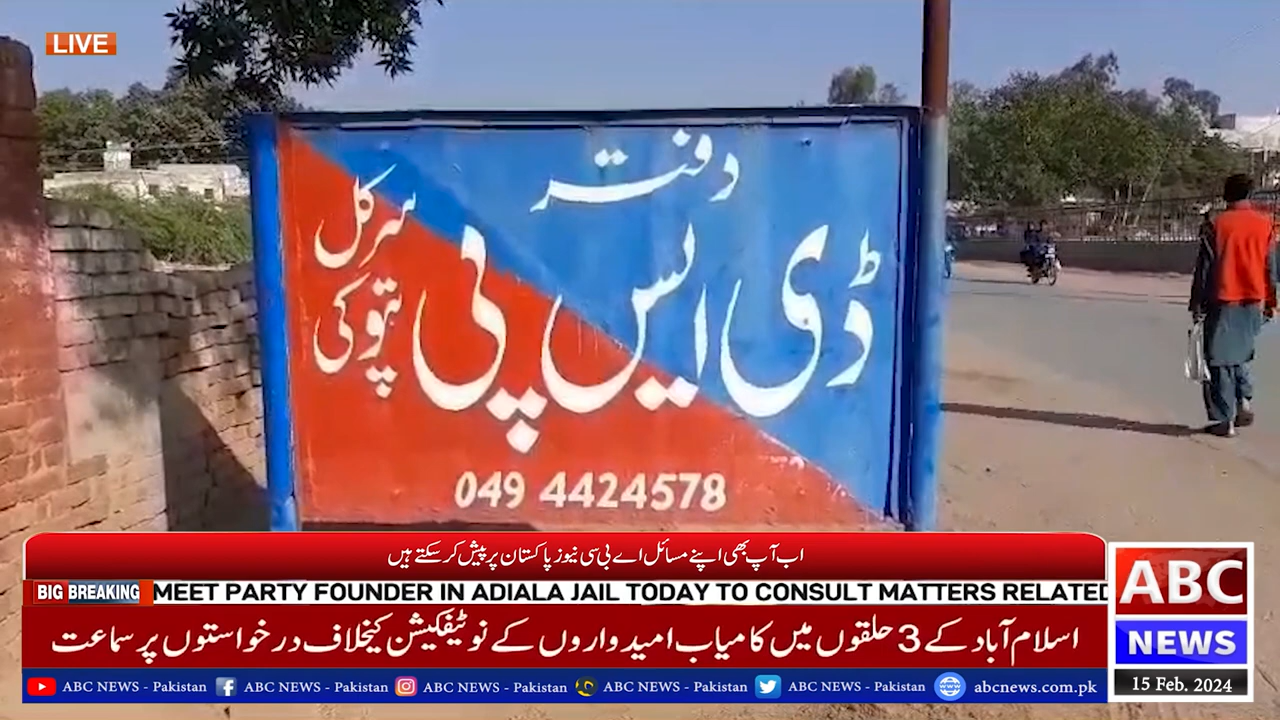 LIVE
دفتر
ڈی ایس پی
سرکل
پتوکی
049 4424578
اب آپ بھی اپنے مسائل اے بی سی نیوز پاکستان پر پیش کر سکتے ہیں
BIG BREAKING
MEET PARTY FOUNDER IN ADIALA JAIL TODAY TO CONSULT MATTERS RELATED
اسلام آباد کے 3 حلقوں میں کامیاب امیدواروں کے نوٹیفکیشن کیخلاف درخواستوں پر سماعت
ABC NEWS - Pakistan
ABC NEWS - Pakistan
ABC NEWS - Pakistan
ABC NEWS - Pakistan
ABC NEWS - Pakistan
abcnews.com.pk
ABC
NEWS
15 Feb. 2024